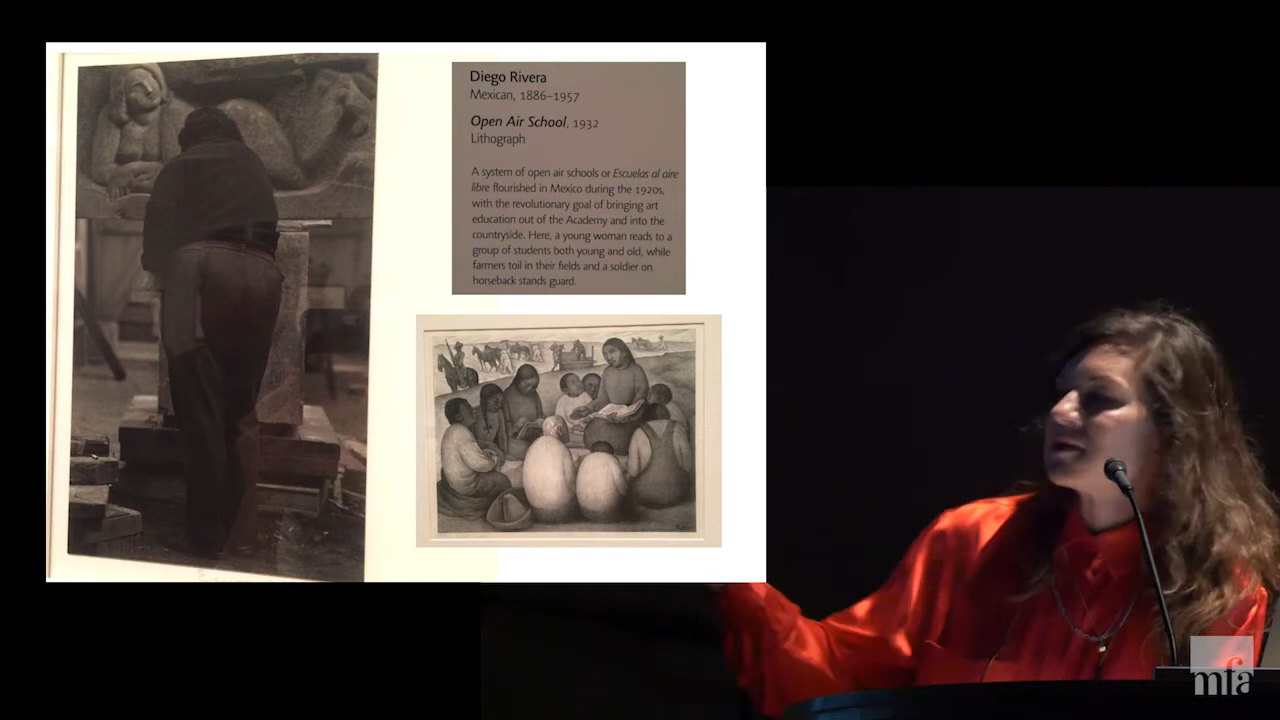 Diego Rivera
Mexican, 1886–1957
Open Air School, 1932
Lithograph
A system of open air schools or Escuelas al aire
libre flourished in Mexico during the 1920s,
with the revolutionary goal of bringing art
education out of the Academy and into the
countryside. Here, a young woman reads to a
group of students both young and old, while
farmers toil in their fields and a soldier on
horseback stands guard.
mfa